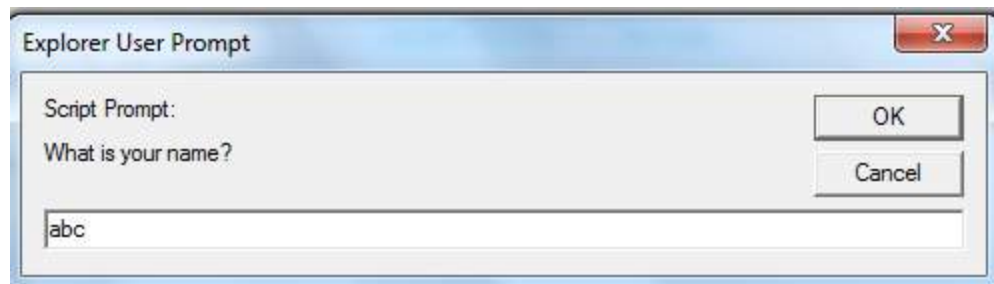 Explorer User Prompt
Script Prompt:
OK
What is your name?
Cancel
abc